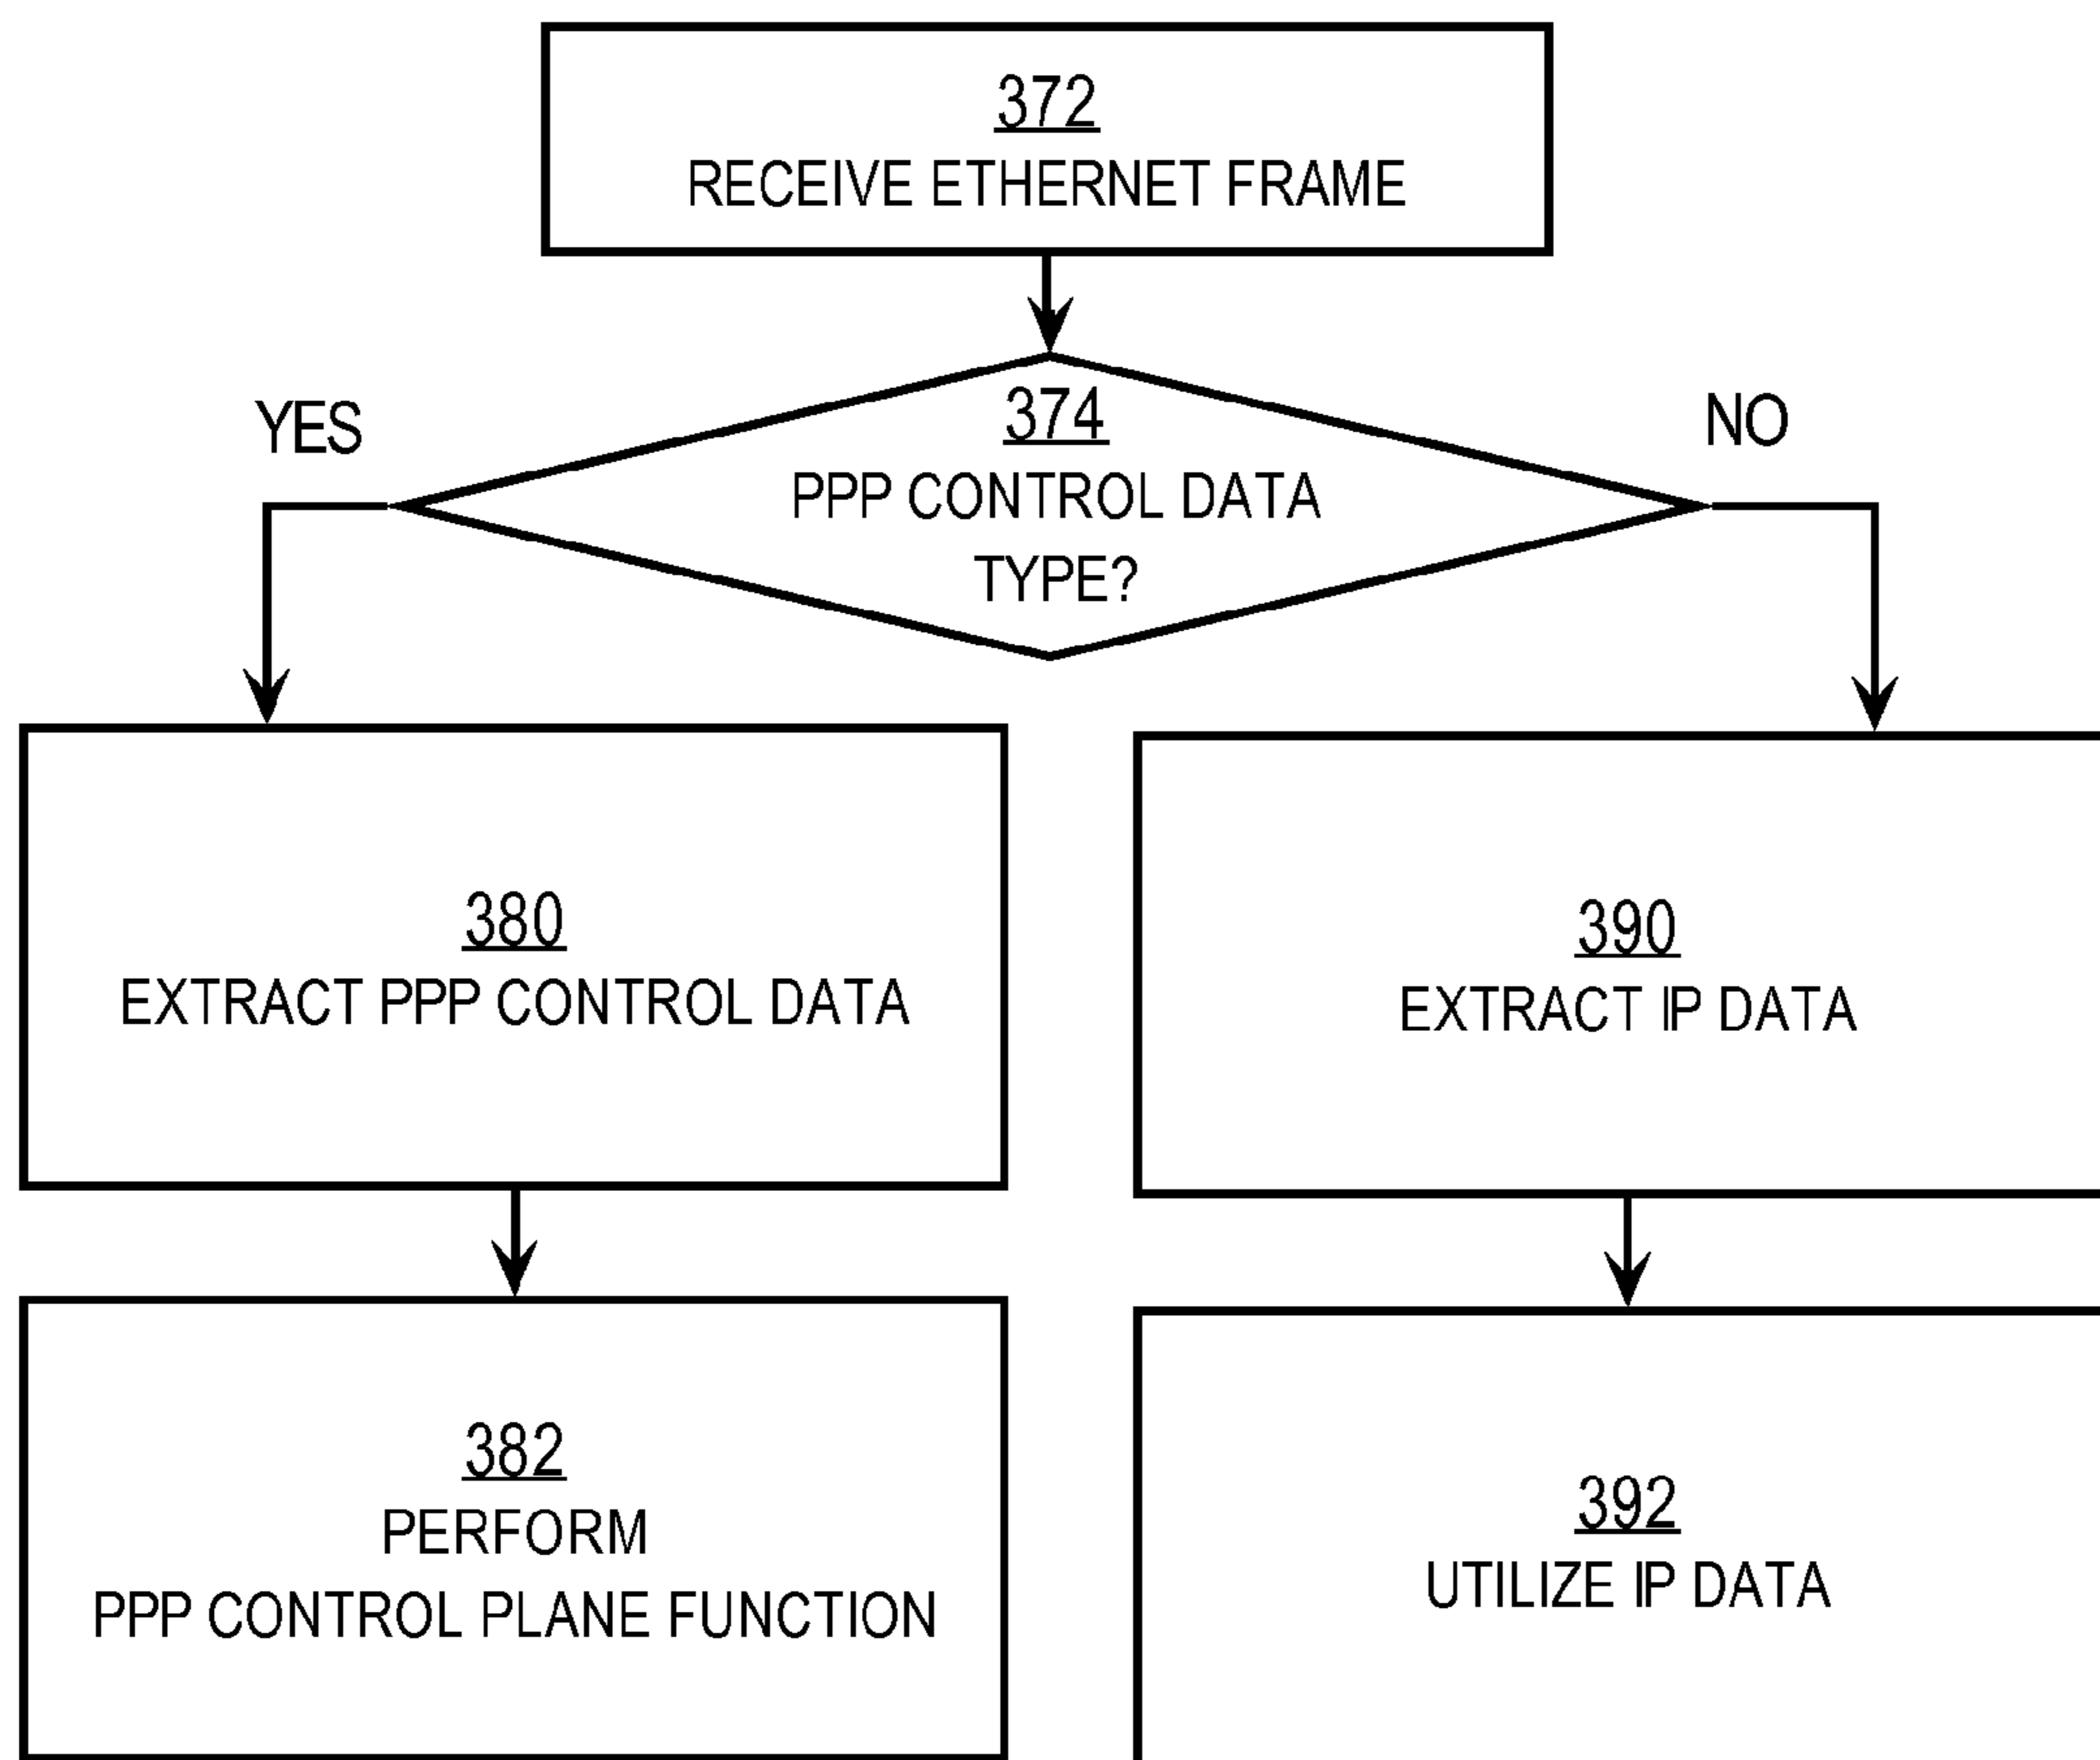 372
RECEIVE ETHERNET FRAME
374
PPP CONTROL DATA
TYPE?
YES
NO
380
EXTRACT PPP CONTROL DATA
390
EXTRACT IP DATA
382
PERFORM
PPP CONTROL PLANE FUNCTION
392
UTILIZE IP DATA